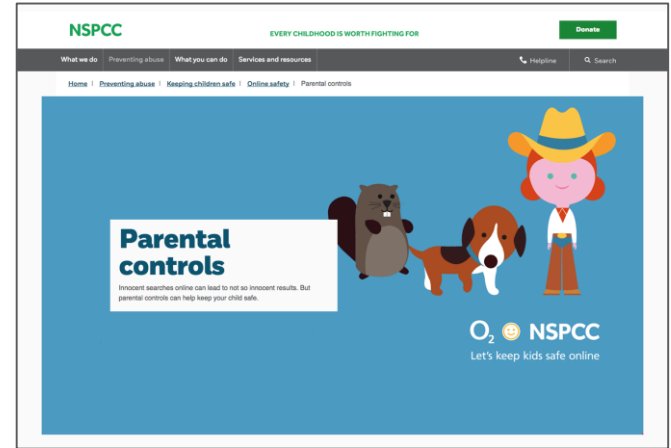 NSPCC
EVERY CHILDHOOD IS WORTH FIGHTING FOR
Donate
What we do Preventing abuse What you can do Services and resources Helpline Search
Home | Preventing abuse | Keeping children safe | Online safety | Parental controls
Parental
controls
Innocent searches online can lead to not so innocent results. But
parental controls can help keep your child safe.
O₂ NSPCC
Let's keep kids safe online